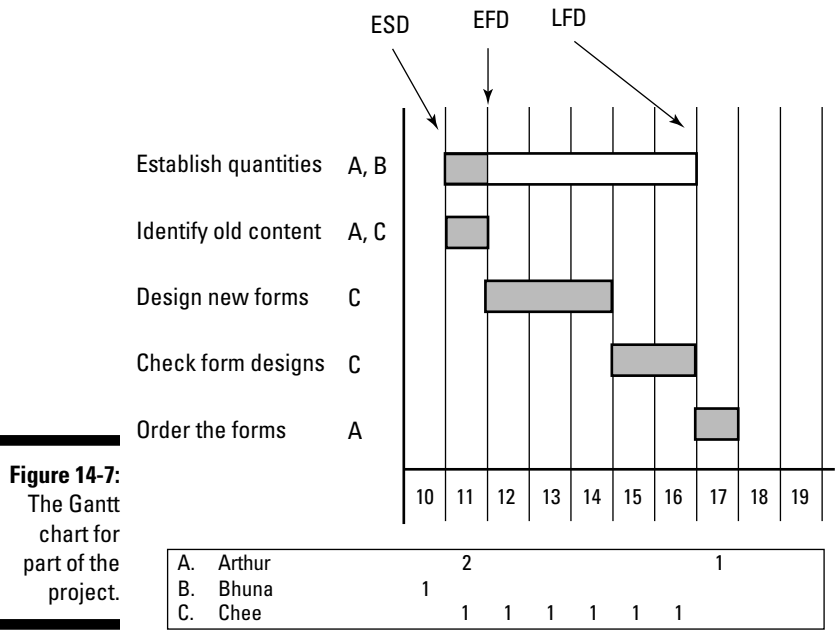 ESD EFD LFD
Establish quantities A, B
Identify old content A, C
Design new forms C
Check form designs C
Order the forms A
10 11 12 13 14 15 16 17 18 19
Figure 14-7:
The Gantt
chart for
part of the
project.
A. Arthur 2 1
B. Bhuna 1
C. Chee 1 1 1 1 1 1